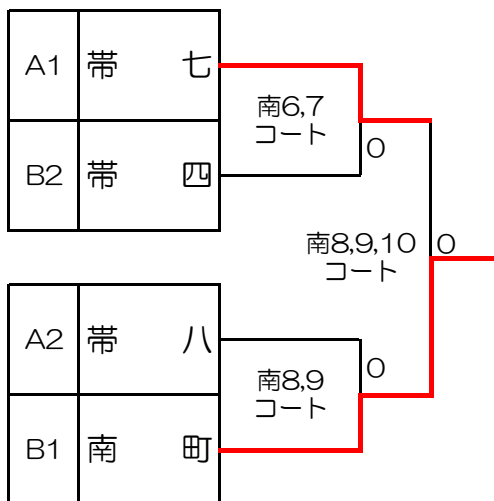 A1 帯 七
南6,7
コート
0
B2 帯 四
南8,9,10
コート
0
A2 帯 八
0
南8,9
コート
B1 南 町